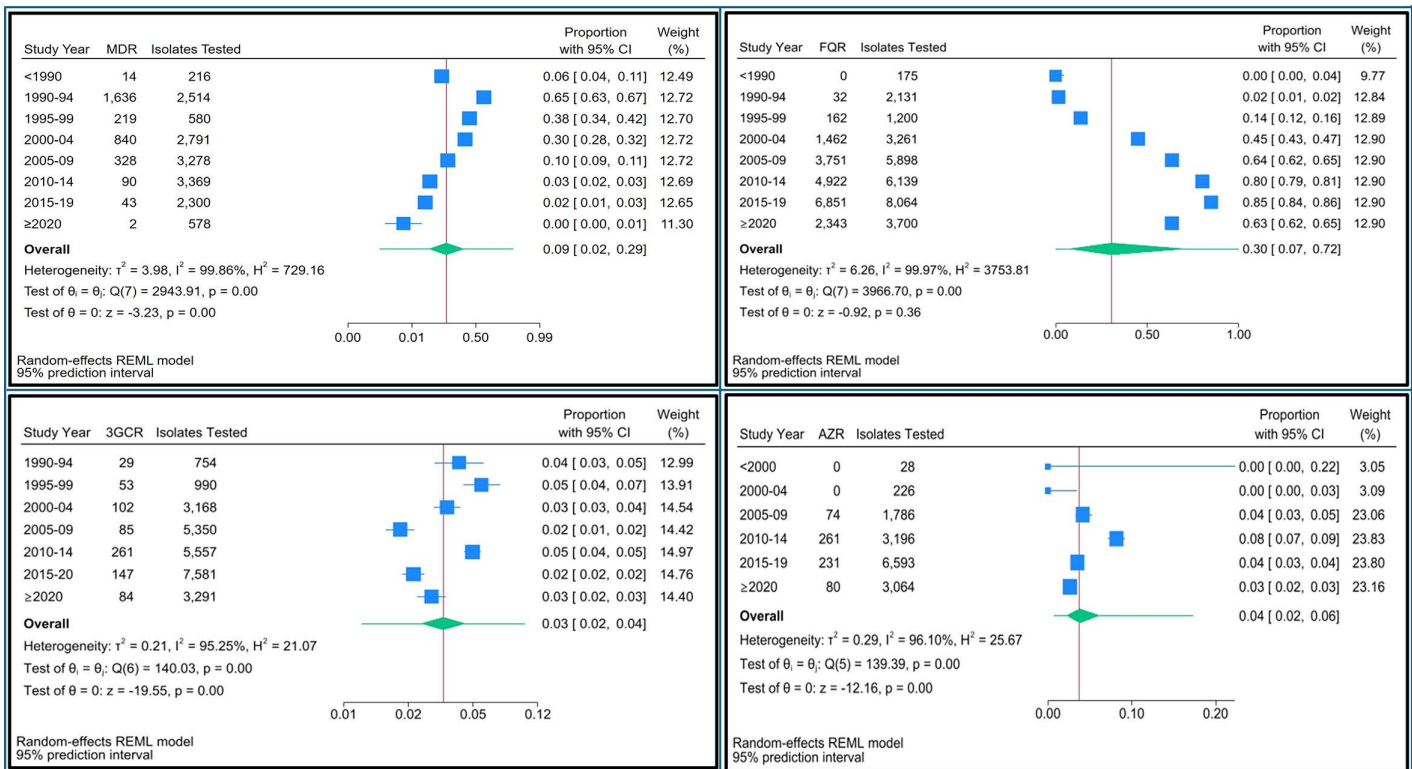 Proportion Weight
Study Year MDR Isolates Tested with 95% CI (%)
<1990 14 216 0.06 [ 0.04, 0.11] 12.49
1990-94 1,636 2,514 0.65 [ 0.63, 0.67] 12.72
1995-99 219 580 0.38 [ 0.34, 0.42] 12.70
2000-04 840 2,791 0.30 [ 0.28, 0.32] 12.72
2005-09 328 3,278 0.10 [ 0.09, 0.11] 12.72
2010-14 90 3,369 0.03 [ 0.02, 0.03] 12.69
2015-19 43 2,300 0.02 [ 0.01, 0.03] 12.65
≥2020 2 578 0.00 [ 0.00, 0.01] 11.30
Overall 0.09 [ 0.02, 0.29]
Heterogeneity: τ² = 3.98, I² = 99.86%, H² = 729.16
Test of θᵢ = θⱼ: Q(7) = 2943.91, p = 0.00
Test of θ = 0: z = -3.23, p = 0.00
0.00 0.01 0.50 0.99
Random-effects REML model
95% prediction interval
Proportion Weight
Study Year FQR Isolates Tested with 95% CI (%)
<1990 0 175 0.00 [ 0.00, 0.04] 9.77
1990-94 32 2,131 0.02 [ 0.01, 0.02] 12.84
1995-99 162 1,200 0.14 [ 0.12, 0.16] 12.89
2000-04 1,462 3,261 0.45 [ 0.43, 0.47] 12.90
2005-09 3,751 5,898 0.64 [ 0.62, 0.65] 12.90
2010-14 4,922 6,139 0.80 [ 0.79, 0.81] 12.90
2015-19 6,851 8,064 0.85 [ 0.84, 0.86] 12.90
≥2020 2,343 3,700 0.63 [ 0.62, 0.65] 12.90
Overall 0.30 [ 0.07, 0.72]
Heterogeneity: τ² = 6.26, I² = 99.97%, H² = 3753.81
Test of θᵢ = θⱼ: Q(7) = 3966.70, p = 0.00
Test of θ = 0: z = -0.92, p = 0.36
0.00 0.50 1.00
Random-effects REML model
95% prediction interval
Proportion Weight
Study Year 3GCR Isolates Tested with 95% CI (%)
1990-94 29 754 0.04 [ 0.03, 0.05] 12.99
1995-99 53 990 0.05 [ 0.04, 0.07] 13.91
2000-04 102 3,168 0.03 [ 0.03, 0.04] 14.54
2005-09 85 5,350 0.02 [ 0.01, 0.02] 14.42
2010-14 261 5,557 0.05 [ 0.04, 0.05] 14.97
2015-20 147 7,581 0.02 [ 0.02, 0.02] 14.76
≥2020 84 3,291 0.03 [ 0.02, 0.03] 14.40
Overall 0.03 [ 0.02, 0.04]
Heterogeneity: τ² = 0.21, I² = 95.25%, H² = 21.07
Test of θᵢ = θⱼ: Q(6) = 140.03, p = 0.00
Test of θ = 0: z = -19.55, p = 0.00
0.01 0.02 0.05 0.12
Random-effects REML model
95% prediction interval
Proportion Weight
Study Year AZR Isolates Tested with 95% CI (%)
<2000 0 28 0.00 [ 0.00, 0.22] 3.05
2000-04 0 226 0.00 [ 0.00, 0.03] 3.09
2005-09 74 1,786 0.04 [ 0.03, 0.05] 23.06
2010-14 261 3,196 0.08 [ 0.07, 0.09] 23.83
2015-19 231 6,593 0.04 [ 0.03, 0.04] 23.80
≥2020 80 3,064 0.03 [ 0.02, 0.03] 23.16
Overall 0.04 [ 0.02, 0.06]
Heterogeneity: τ² = 0.29, I² = 96.10%, H² = 25.67
Test of θᵢ = θⱼ: Q(5) = 139.39, p = 0.00
Test of θ = 0: z = -12.16, p = 0.00
0.00 0.10 0.20
Random-effects REML model
95% prediction interval